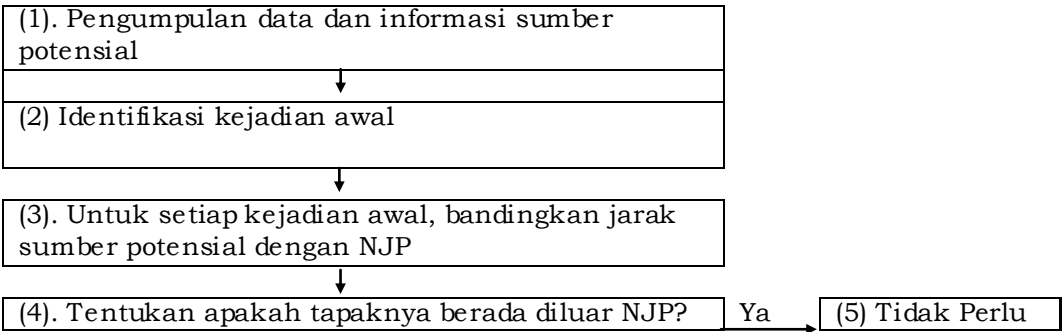 (1). Pengumpulan data dan informasi sumber
potensial
(2) Identifikasi kejadian awal
(3). Untuk setiap kejadian awal, bandingkan jarak
sumber potensial dengan NJP
(4). Tentukan apakah tapaknya berada diluar NJP? Ya (5) Tidak Perlu